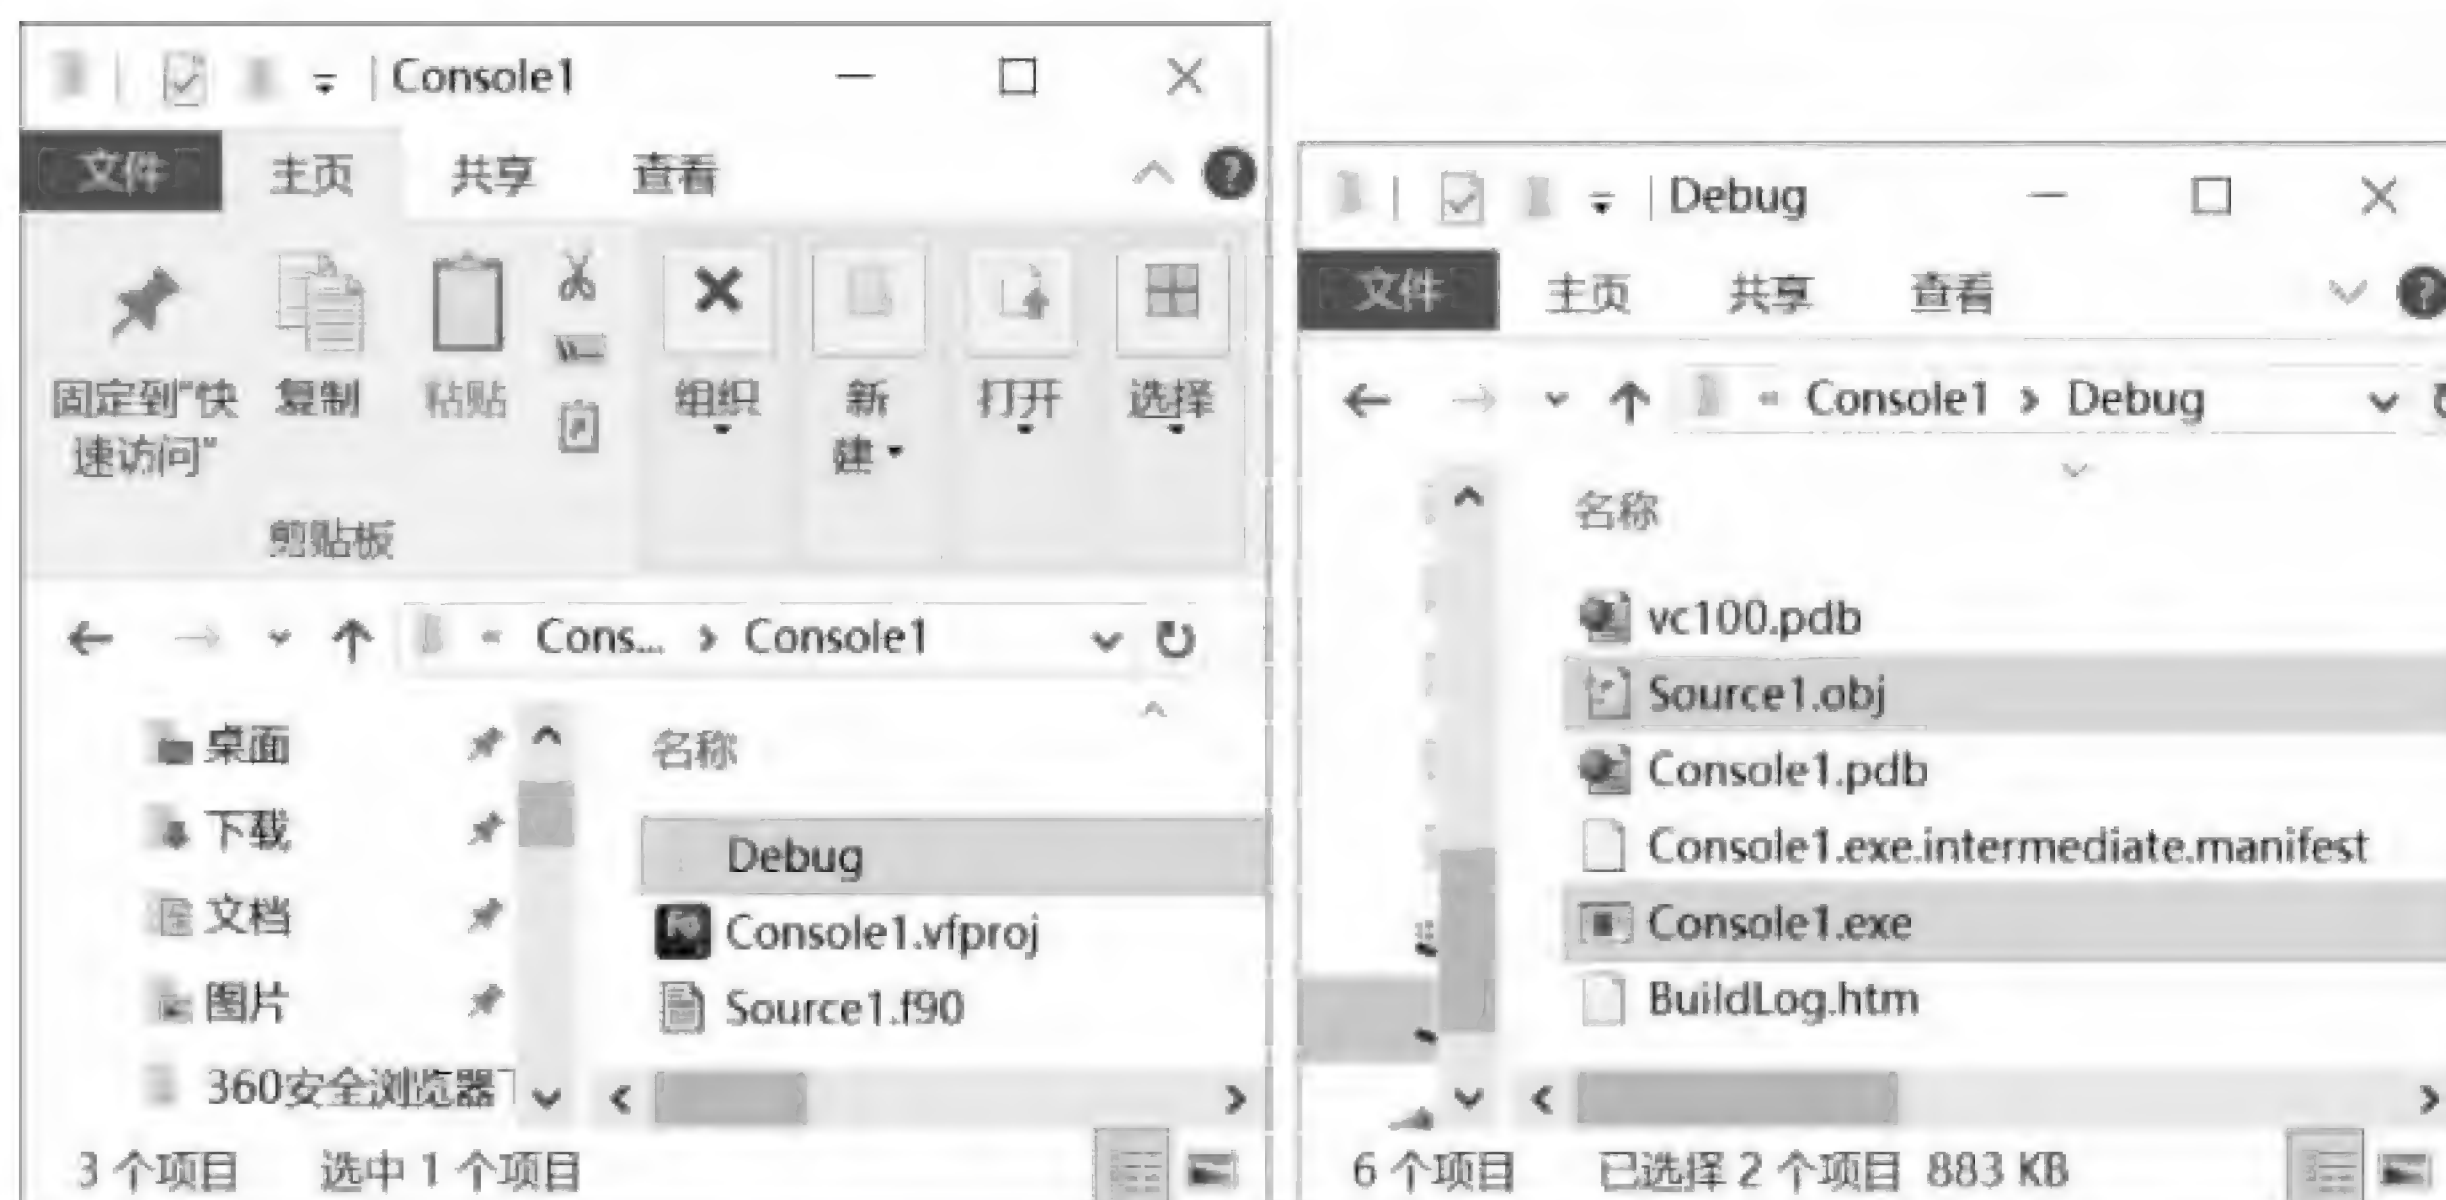 Console1
文件 主页 共享 查看
固定到"快速访问"
复制
粘贴
组织
新建
打开
选择
剪贴板
Cons... Console1
桌面
下载
文档
图片
360安全浏览器
名称
Debug
Console1.vfproj
Source1.f90
3 个项目 选中 1 个项目
Debug
文件 主页 共享 查看
Console1 Debug
名称
vc100.pdb
Source1.obj
Console1.pdb
Console1.exe.intermediate.manifest
Console1.exe
BuildLog.htm
6 个项目 已选择 2 个项目 883 KB